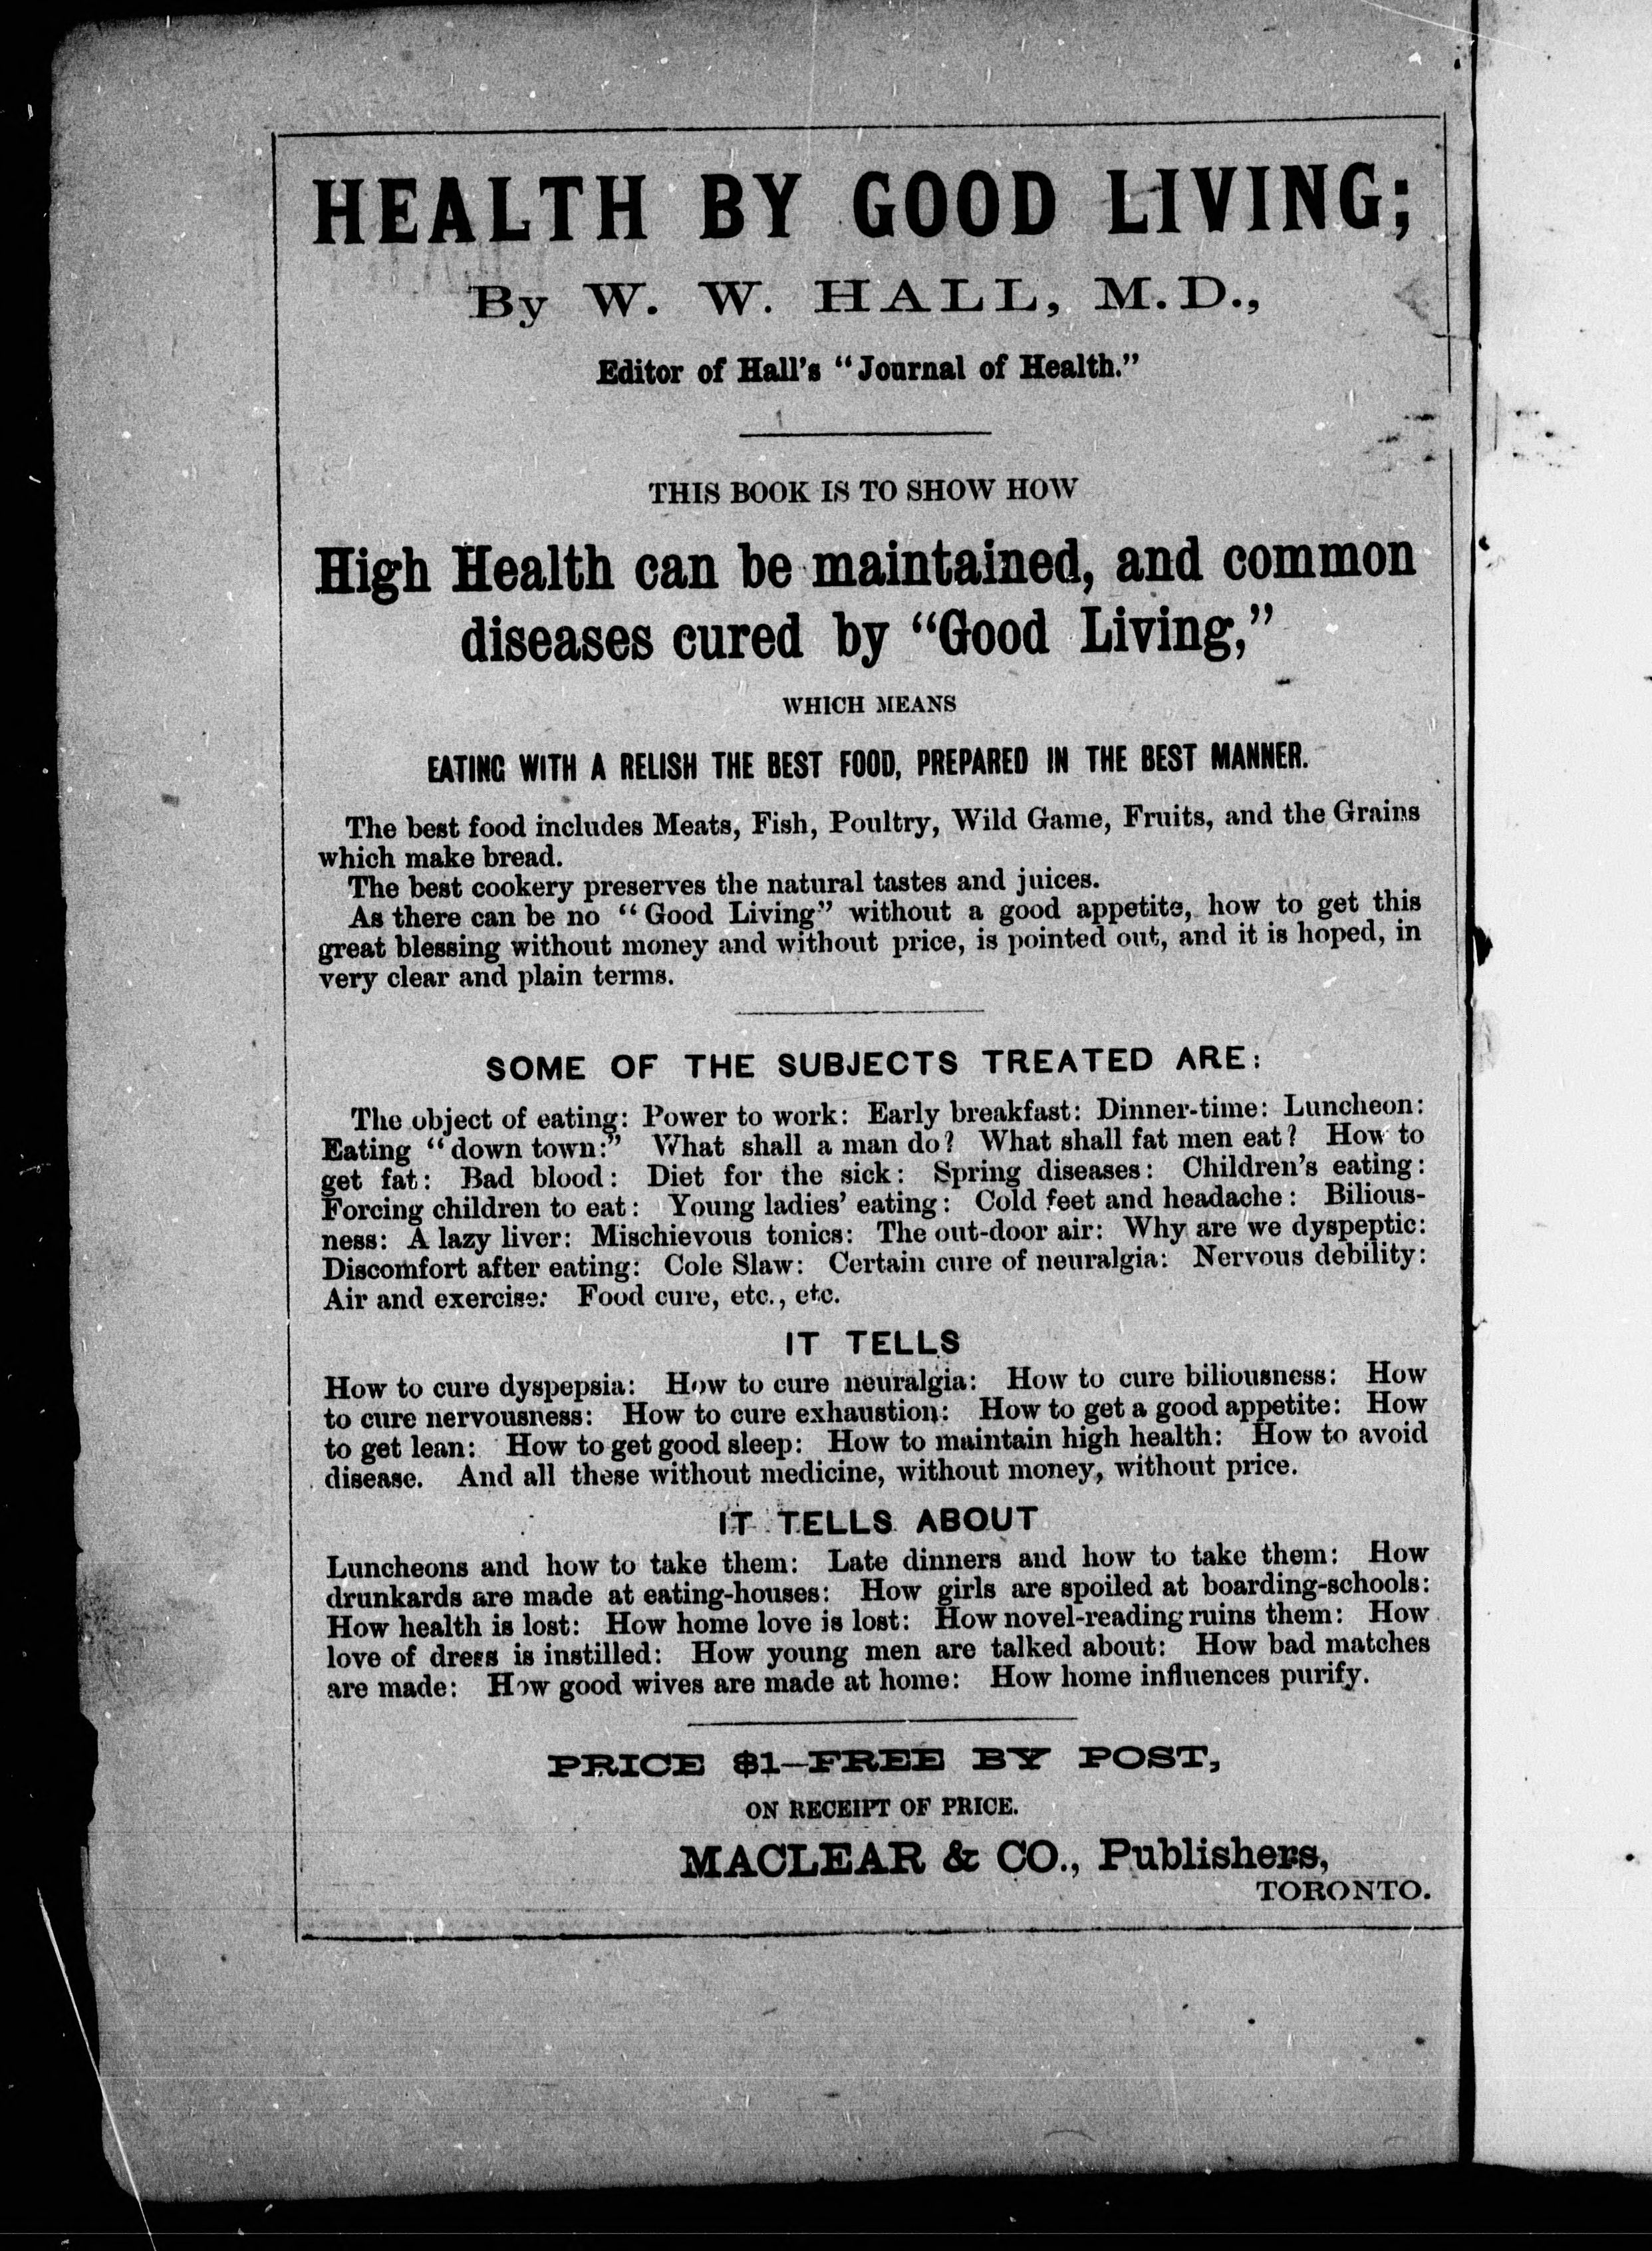 HEALTH BY GOOD LIVING;
By W. W. HALL, M.D.,
Editor of Hall's "Journal of Health."
THIS BOOK IS TO SHOW HOW
High Health can be maintained, and common
diseases cured by "Good Living,"
WHICH MEANS
EATING WITH A RELISH THE BEST FOOD, PREPARED IN THE BEST MANNER.
The best food includes Meats, Fish, Poultry, Wild Game, Fruits, and the Grains
which make bread.
The best cookery preserves the natural tastes and juices.
As there can be no "Good Living" without a good appetite, how to get this
great blessing without money and without price, is pointed out, and it is hoped, in
very clear and plain terms.
SOME OF THE SUBJECTS TREATED ARE:
The object of eating: Power to work: Early breakfast: Dinner-time: Luncheon:
Eating "down town:" What shall a man do? What shall fat men eat? How to
get fat: Bad blood: Diet for the sick: Spring diseases: Children's eating:
Forcing children to eat: Young ladies' eating: Cold feet and headache: Bilious-
ness: A lazy liver: Mischievous tonics: The out-door air: Why are we dyspeptic:
Discomfort after eating: Cole Slaw: Certain cure of neuralgia: Nervous debility:
Air and exercise: Food cure, etc., etc.
IT TELLS
How to cure dyspepsia: How to cure neuralgia: How to cure biliousness: How
to cure nervousness: How to cure exhaustion: How to get a good appetite: How
to get lean: How to get good sleep: How to maintain high health: How to avoid
disease. And all these without medicine, without money, without price.
IT TELLS ABOUT
Luncheons and how to take them: Late dinners and how to take them: How
drunkards are made at eating-houses: How girls are spoiled at boarding-schools:
How health is lost: How home love is lost: How novel-reading ruins them: How
love of dress is instilled: How young men are talked about: How bad matches
are made: How good wives are made at home: How home influences purify.
PRICE $1—FREE BY POST,
ON RECEIPT OF PRICE.
MACLEAR & CO., Publishers,
TORONTO.